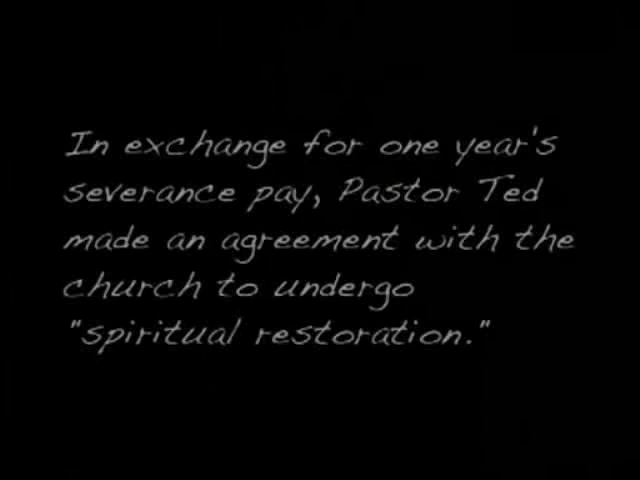 In exchange for one year's
severance pay, Pastor Ted
made an agreement with the
church to undergo
"spiritual restoration."